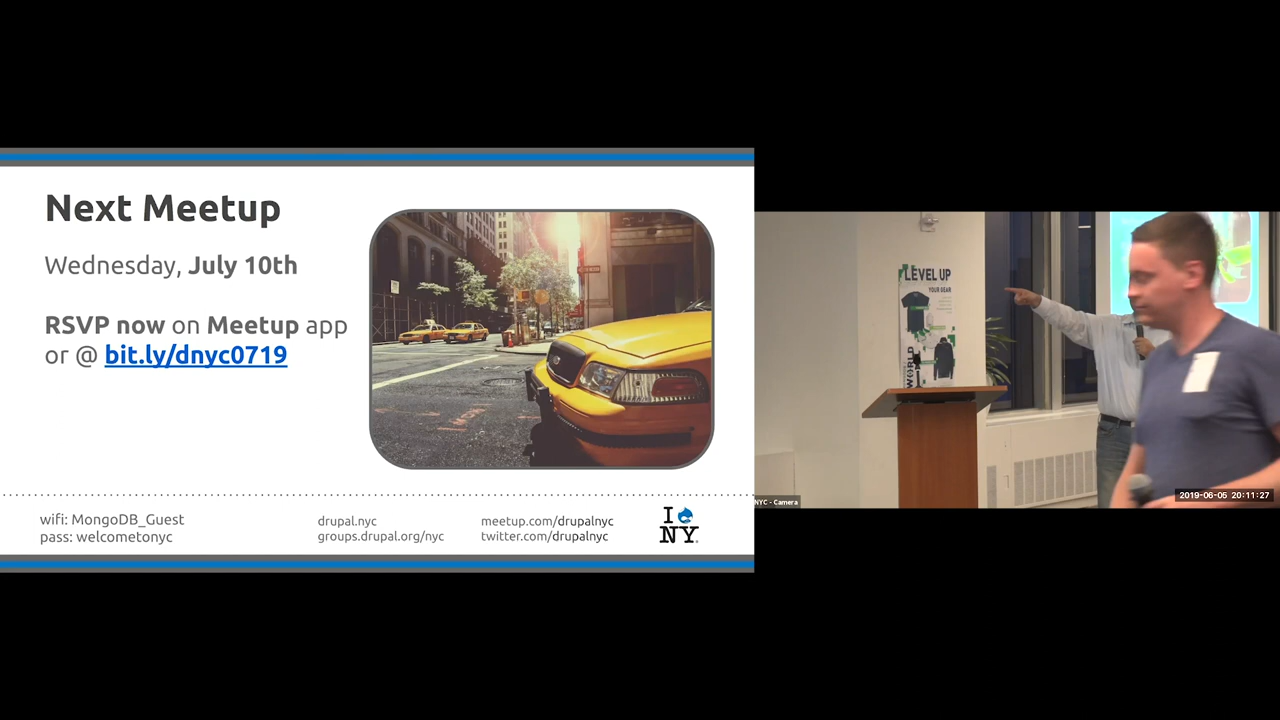 Next Meetup
Wednesday, July 10th
RSVP now on Meetup app
or @ bit.ly/dnyc0719
wifi: MongoDB_Guest
pass: welcometonyc
drupal.nyc
groups.drupal.org/nyc
meetup.com/drupalnyc
twitter.com/drupalnyc
I
NY
LEVEL UP
YOUR GEAR
WORLD
NYC - Camera
2019-06-05 20:11:27